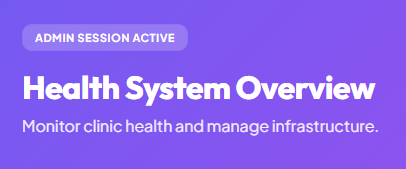 ADMIN SESSION ACTIVE
Health System Overview
Monitor clinic health and manage infrastructure.